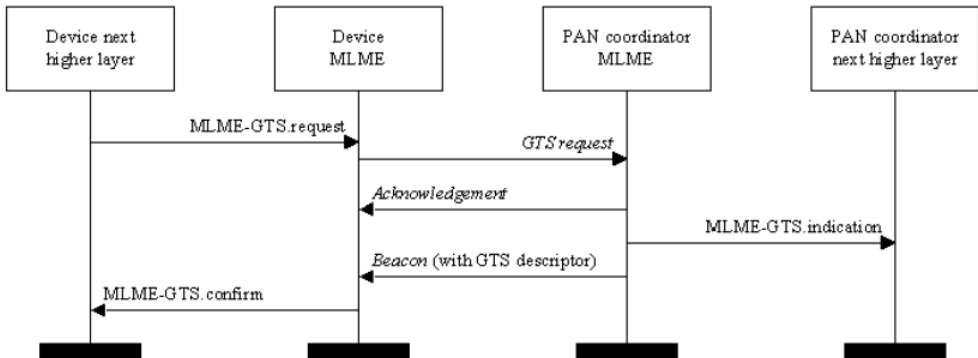 Device next
higher layer
Device
MLME
PAN coordinator
MLME
PAN coordinator
next higher layer
MLME-GTS.request
GTS request
Acknowledgement
MLME-GTS.indication
Beacon (with GTS descriptor)
MLME-GTS.confirm